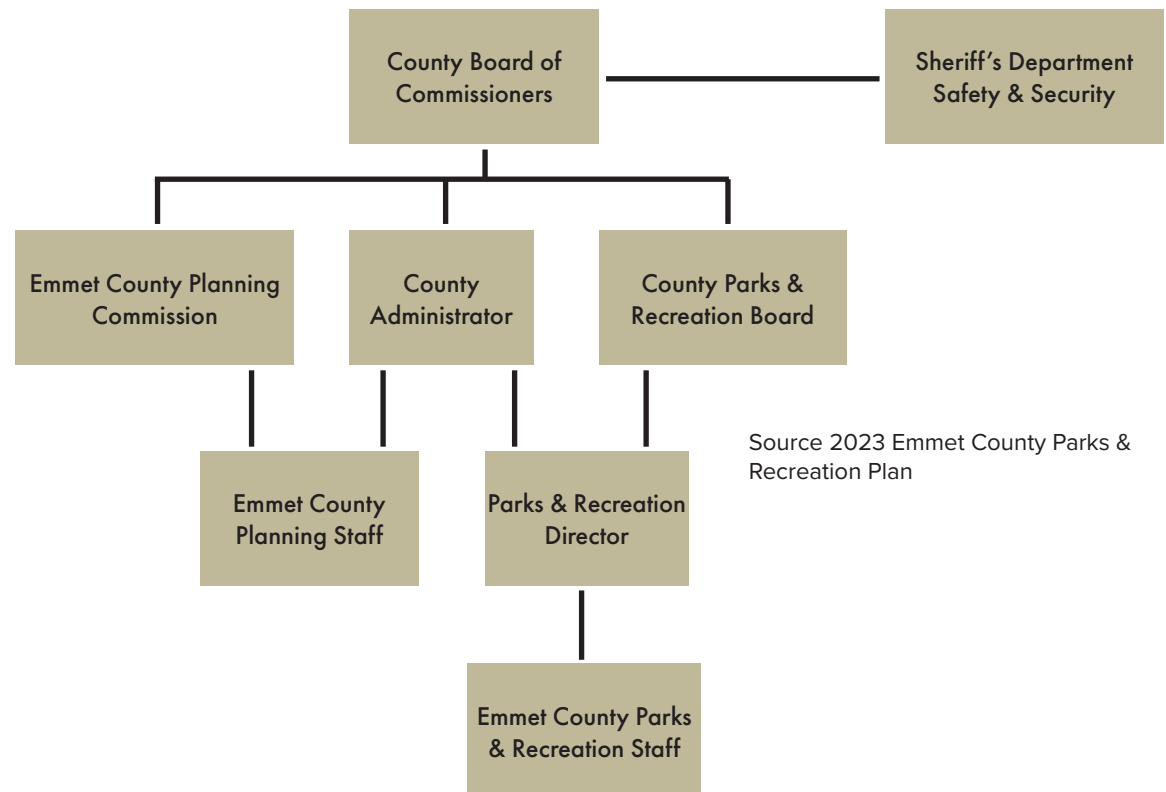 County Board of
Commissioners
Sheriff’s Department
Safety & Security
Emmet County Planning
Commission
County
Administrator
County Parks &
Recreation Board
Source 2023 Emmet County Parks &
Recreation Plan
Emmet County
Planning Staff
Parks & Recreation
Director
Emmet County Parks
& Recreation Staff